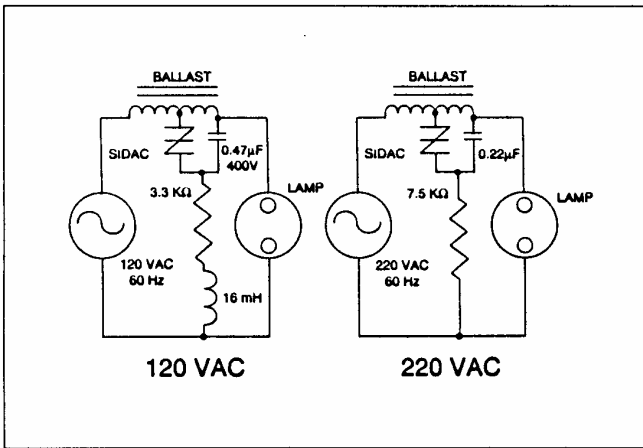 BALLAST
SIDAC
0.47µF
400V
3.3 KΩ
LAMP
120 VAC
60 Hz
16 mH
120 VAC
BALLAST
SIDAC
0.22µF
7.5 KΩ
LAMP
220 VAC
60 Hz
220 VAC